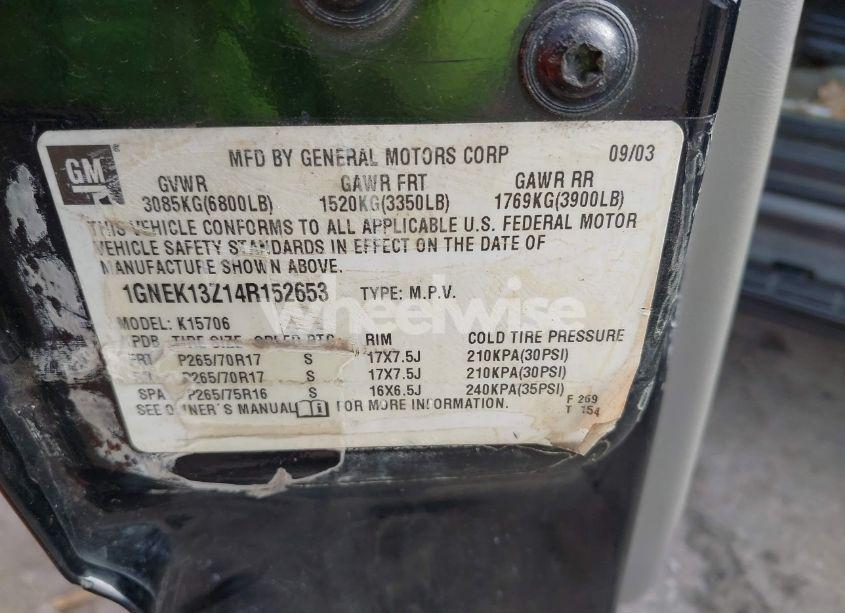 GM
MFD BY GENERAL MOTORS CORP 09/03
GVWR GAWR FRT GAWR RR
3085KG(6800LB) 1520KG(3350LB) 1769KG(3900LB)
THIS VEHICLE CONFORMS TO ALL APPLICABLE U.S. FEDERAL MOTOR
VEHICLE SAFETY STANDARDS IN EFFECT ON THE DATE OF
MANUFACTURE SHOWN ABOVE.
1GNEK13Z14R152653 TYPE: M.P.V.
wheelwise
MODEL: K15706
TIRE SIZE RIM COLD TIRE PRESSURE
FRT P265/70R17 S 17X7.5J 210KPA(30PSI)
P265/70R17 S 17X7.5J 210KPA(30PSI)
SPA P265/75R16 S 16X6.5J 240KPA(35PSI)
SEE OWNER'S MANUAL FOR MORE INFORMATION.
F 269
T 154